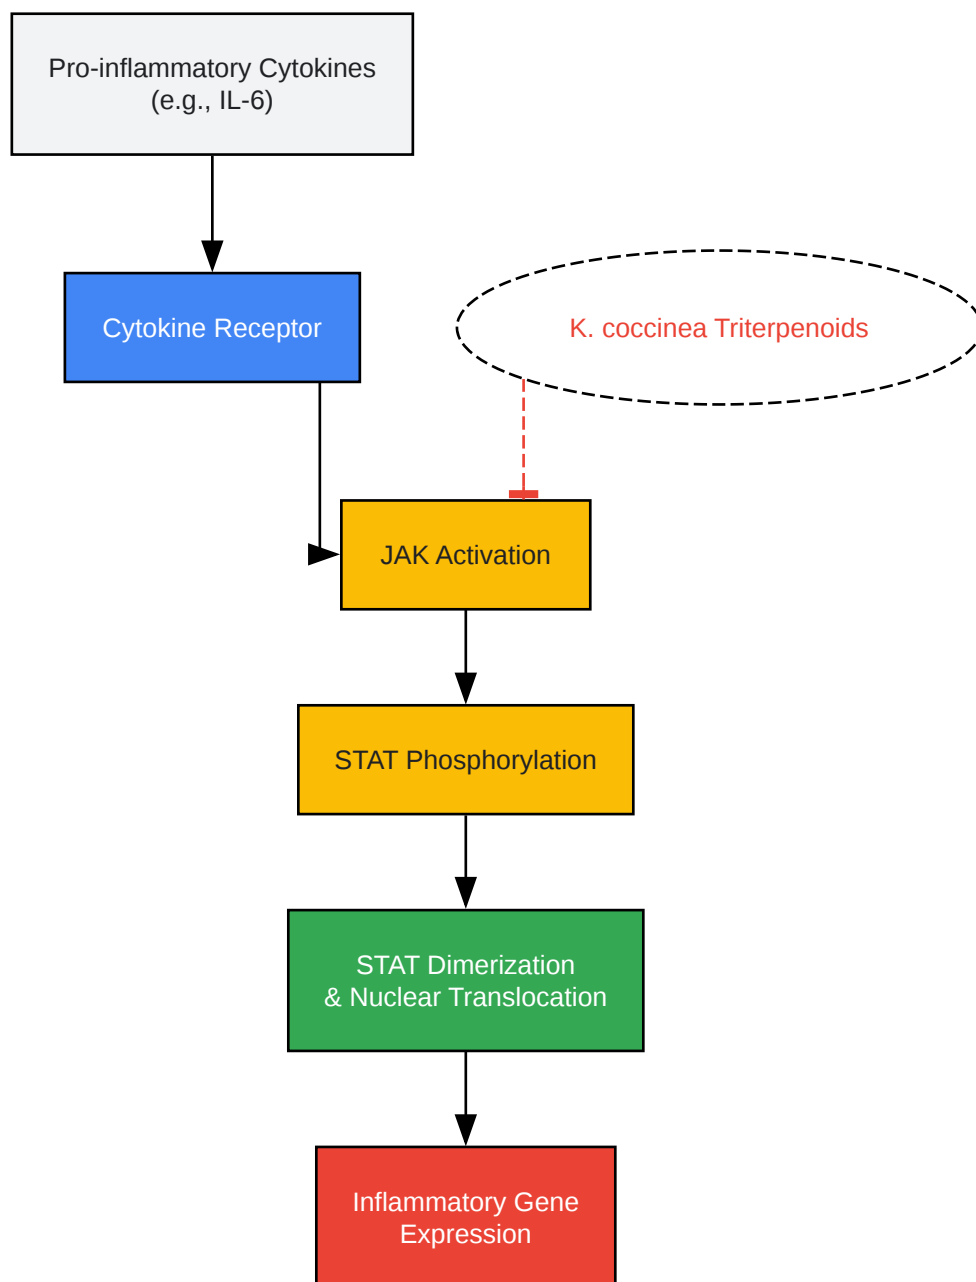 Pro-inflammatory Cytokines
(e.g., IL-6)
Cytokine Receptor
K. coccinea Triterpenoids
JAK Activation
STAT Phosphorylation
STAT Dimerization
& Nuclear Translocation
Inflammatory Gene
Expression